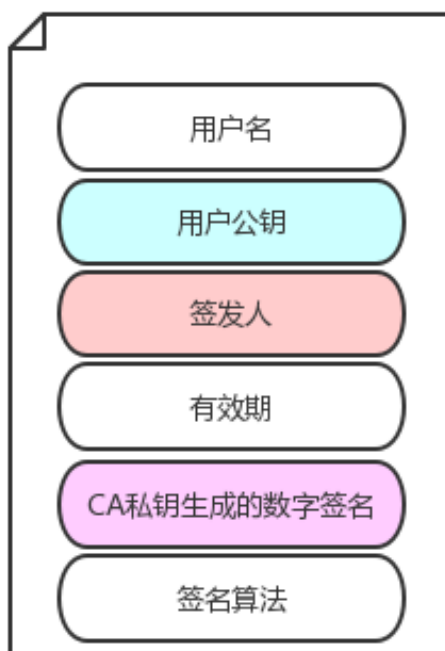 用户名
用户公钥
签发人
有效期
CA私钥生成的数字签名
签名算法